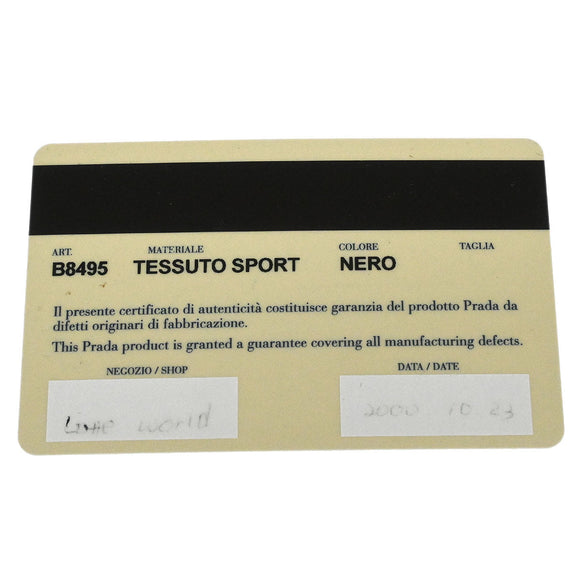 ART. MATERIALE COLORE TAGLIA
B8495 TESSUTO SPORT NERO
Il presente certificato di autenticità costituisce garanzia del prodotto Prada da
difetti originari di fabbricazione.
This Prada product is granted a guarantee covering all manufacturing defects.
NEGOZIO / SHOP DATA / DATE
world 2000 10 23